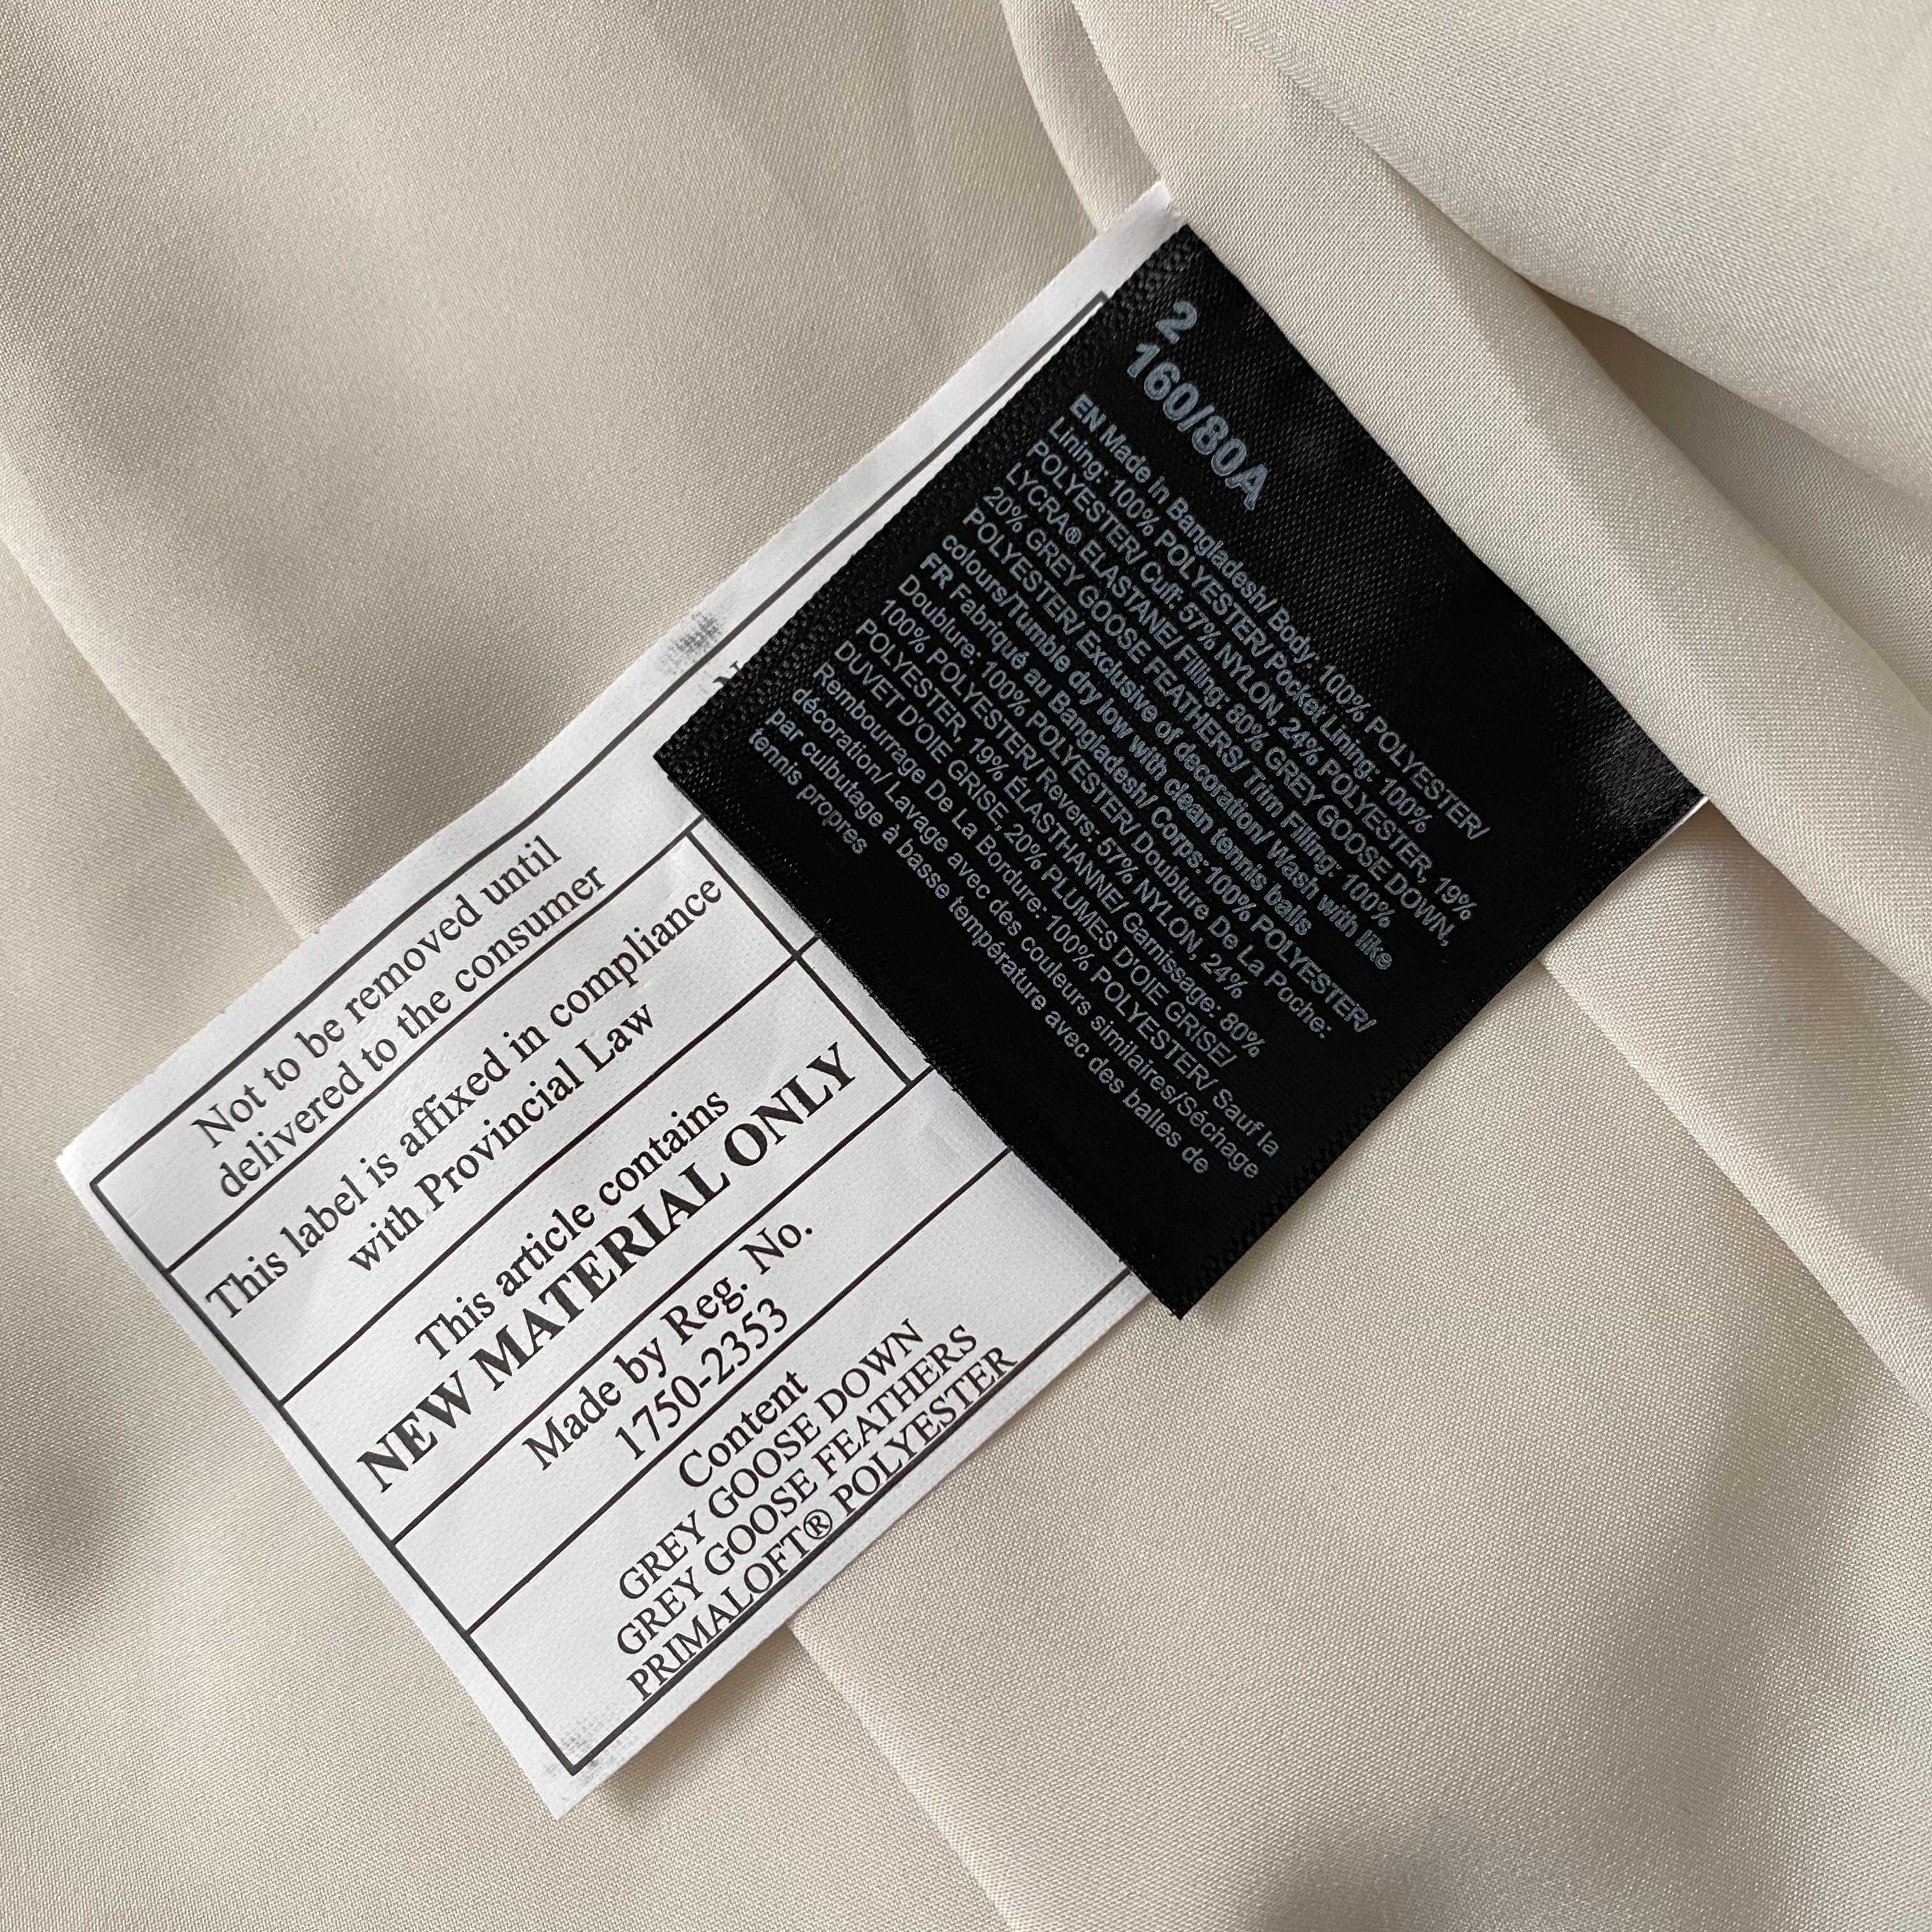 2
160/80A
EN Made in Bangladesh/ Body: 100% POLYESTER/
Lining: 100% POLYESTER/ Pocket Lining: 100%
POLYESTER/ Cuff: 57% NYLON, 24% POLYESTER, 19%
LYCRA® ELASTANE/ Filling: 80% GREY GOOSE DOWN,
20% GREY GOOSE FEATHERS/ Trim Filling: 100%
POLYESTER/ Exclusive of decoration/ Wash with like
colours/Tumble dry low with clean tennis balls
FR Fabriqué au Bangladesh/ Corps: 100% POLYESTER/
Doublure: 100% POLYESTER/ Doublure De La Poche:
100% POLYESTER/ Revers: 57% NYLON, 24%
POLYESTER, 19% ÉLASTHANNE/ Garnissage: 80%
DUVET D'OIE GRISE, 20% PLUMES D'OIE GRISE/
Rembourrage De La Bordure: 100% POLYESTER/ Sauf la
décoration/ Lavage avec des couleurs similaires/Séchage
par culbutage à basse température avec des balles de
tennis propres
Not to be removed until
delivered to the consumer
This label is affixed in compliance
with Provincial Law
This article contains
NEW MATERIAL ONLY
Made by Reg. No.
1750-2353
Content
GREY GOOSE DOWN
GREY GOOSE FEATHERS
PRIMALOFT® POLYESTER